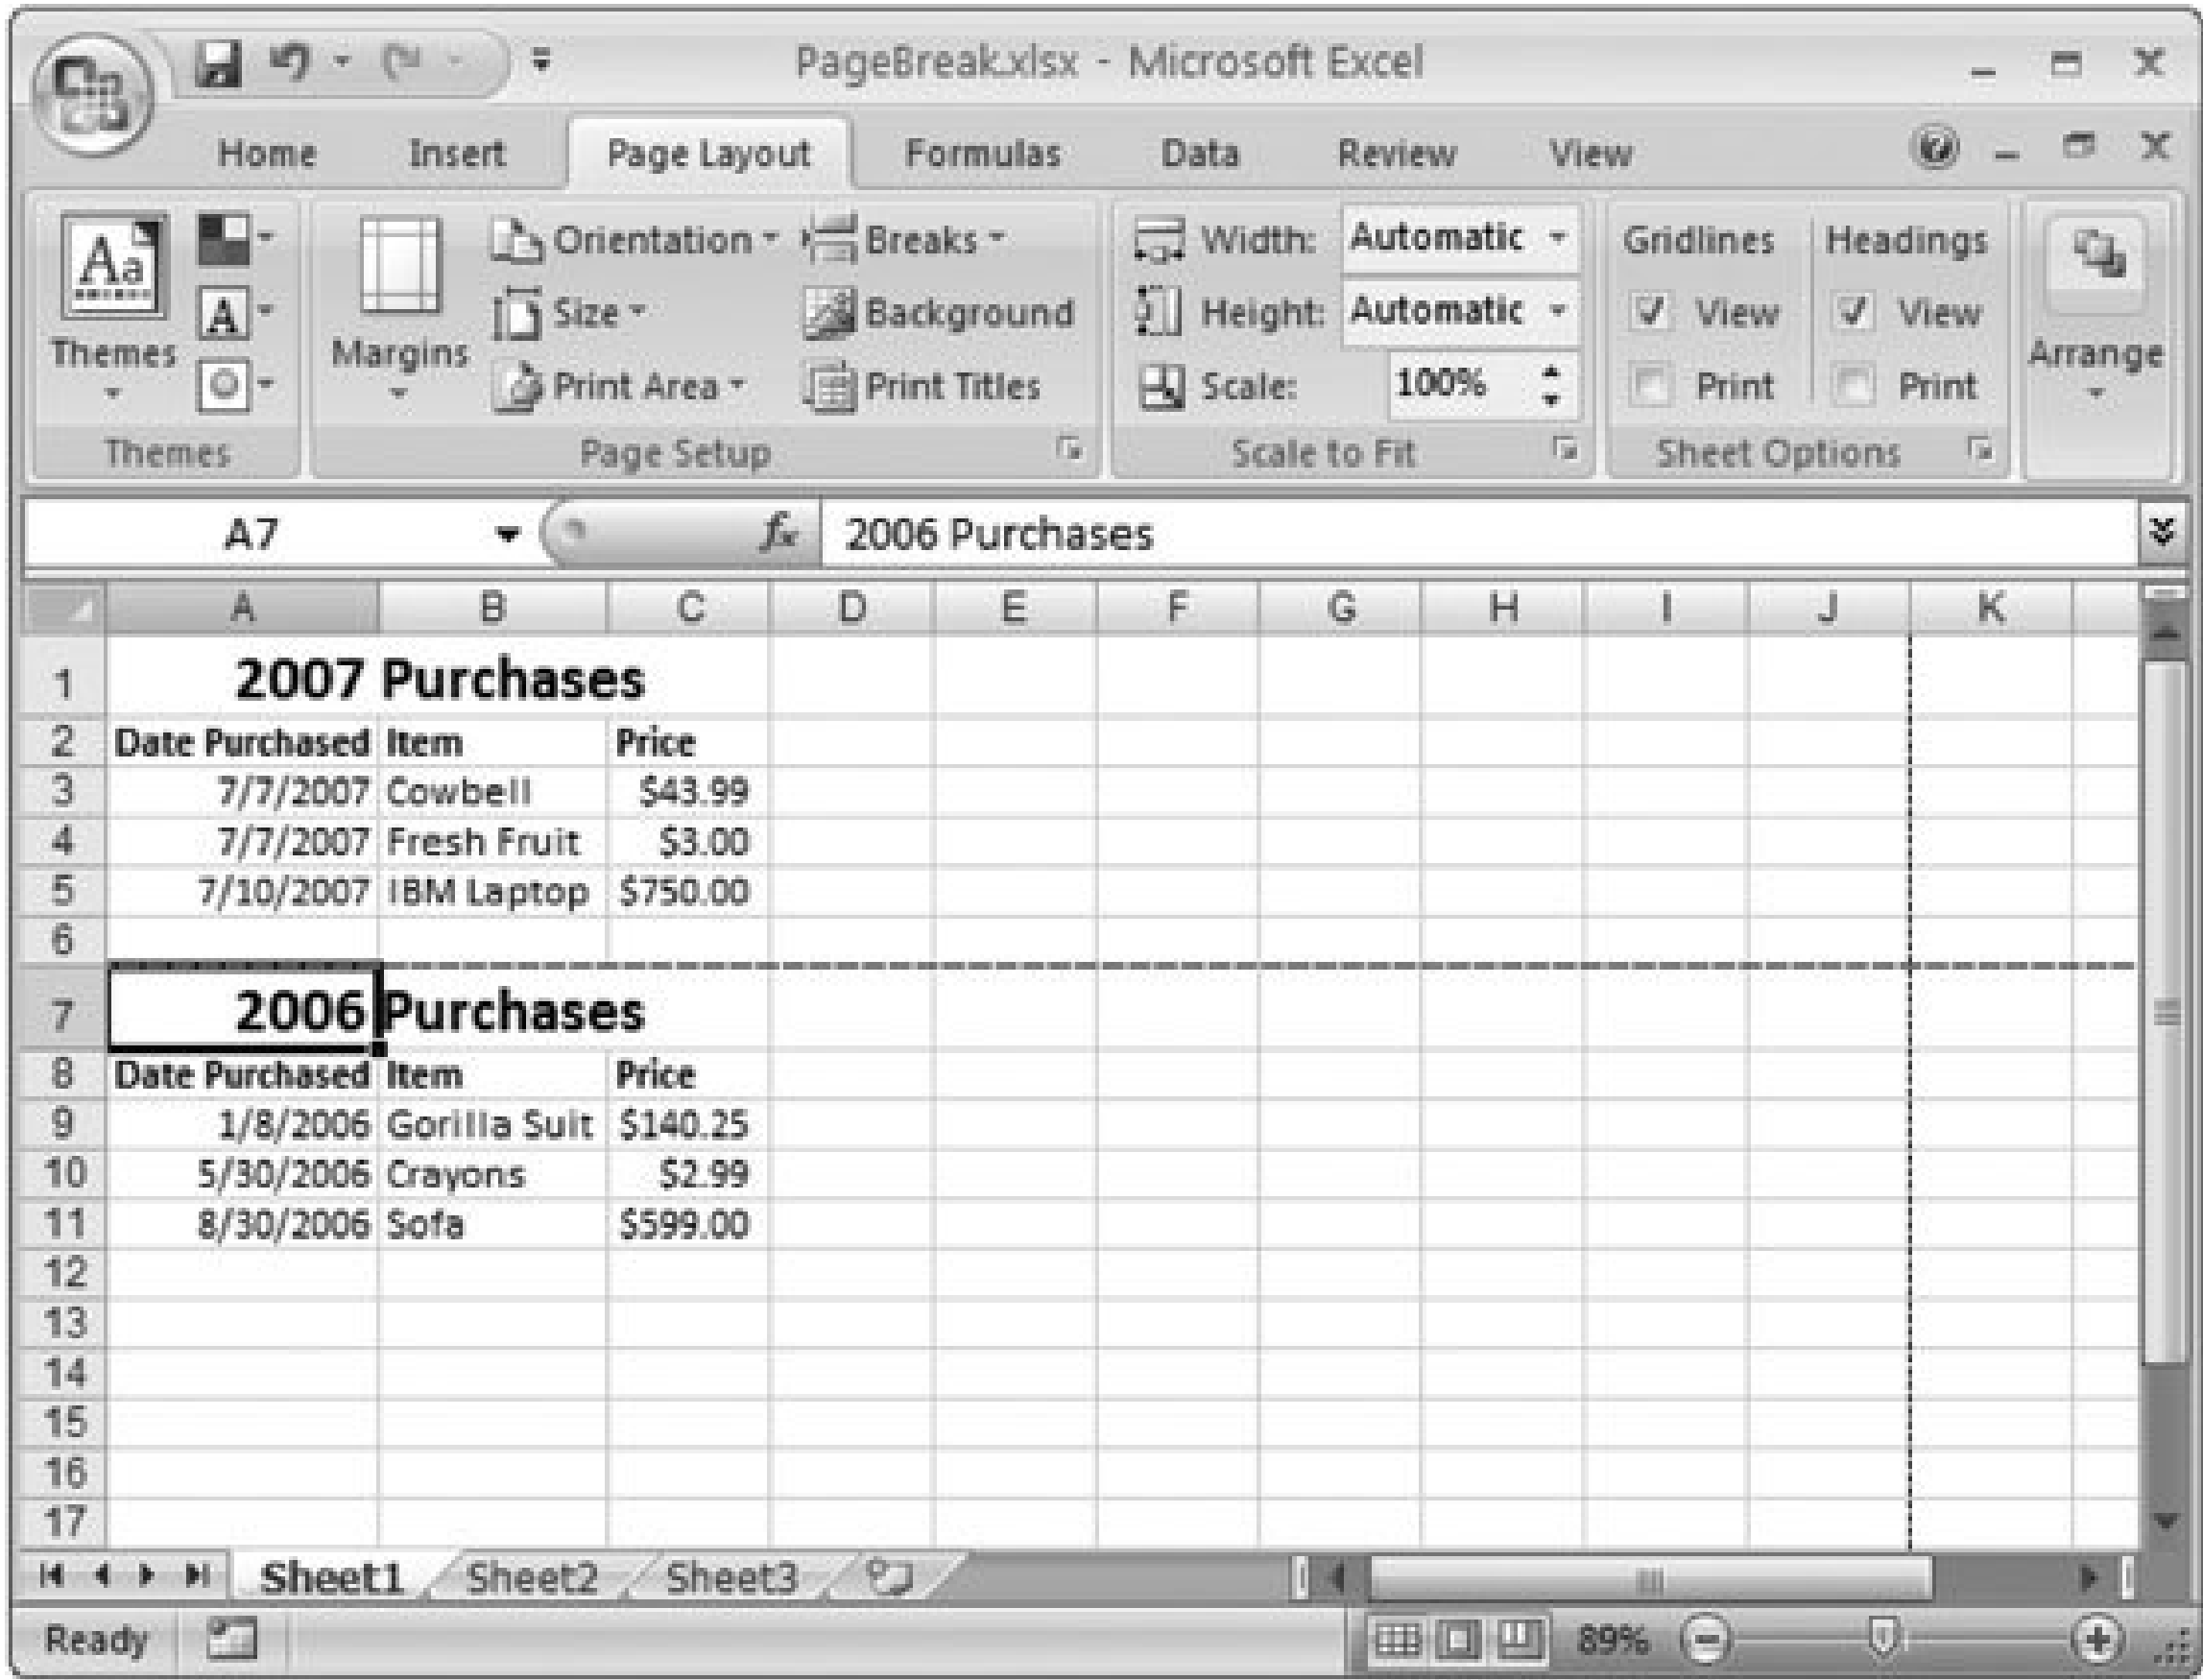 PageBreak.xlsx - Microsoft Excel
Home Insert Page Layout Formulas Data Review View
Orientation Breaks Width: Automatic Gridlines Headings
Aa
A
Size Background Height: Automatic View View
Themes Margins Arrange
Print Area Print Titles Scale: 100% Print Print
Themes Page Setup Scale to Fit Sheet Options
A7 fx 2006 Purchases
A B C D E F G H I J K
1 2007 Purchases
2 Date Purchased Item Price
3 7/7/2007 Cowbell $43.99
4 7/7/2007 Fresh Fruit $3.00
5 7/10/2007 IBM Laptop $750.00
6
7 2006 Purchases
8 Date Purchased Item Price
9 1/8/2006 Gorilla Suit $140.25
10 5/30/2006 Crayons $2.99
11 8/30/2006 Sofa $599.00
12
13
14
15
16
17
Sheet1 Sheet2 Sheet3
Ready 89%